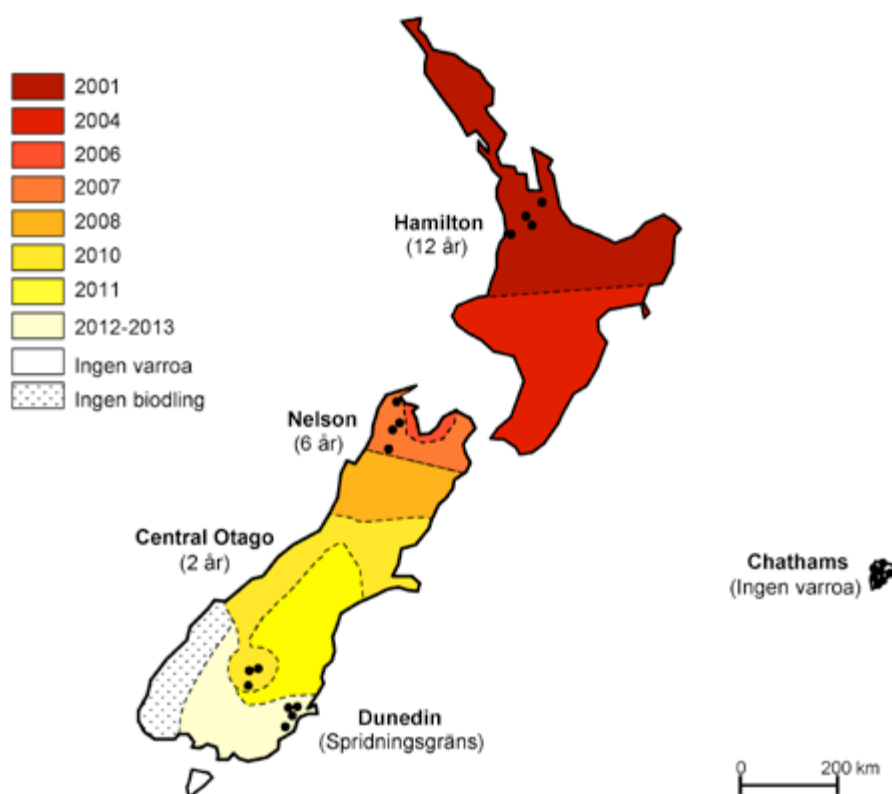 2001
2004
2006
2007
2008
2010
2011
2012-2013
Ingen varroa
Ingen biodling
Hamilton
(12 år)
Nelson
(6 år)
Central Otago
(2 år)
Chathams
(Ingen varroa)
Dunedin
(Spridningsgräns)
0
200 km